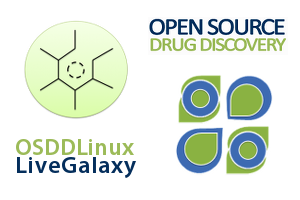 OPEN SOURCE
DRUG DISCOVERY
OSDDLinux
LiveGalaxy